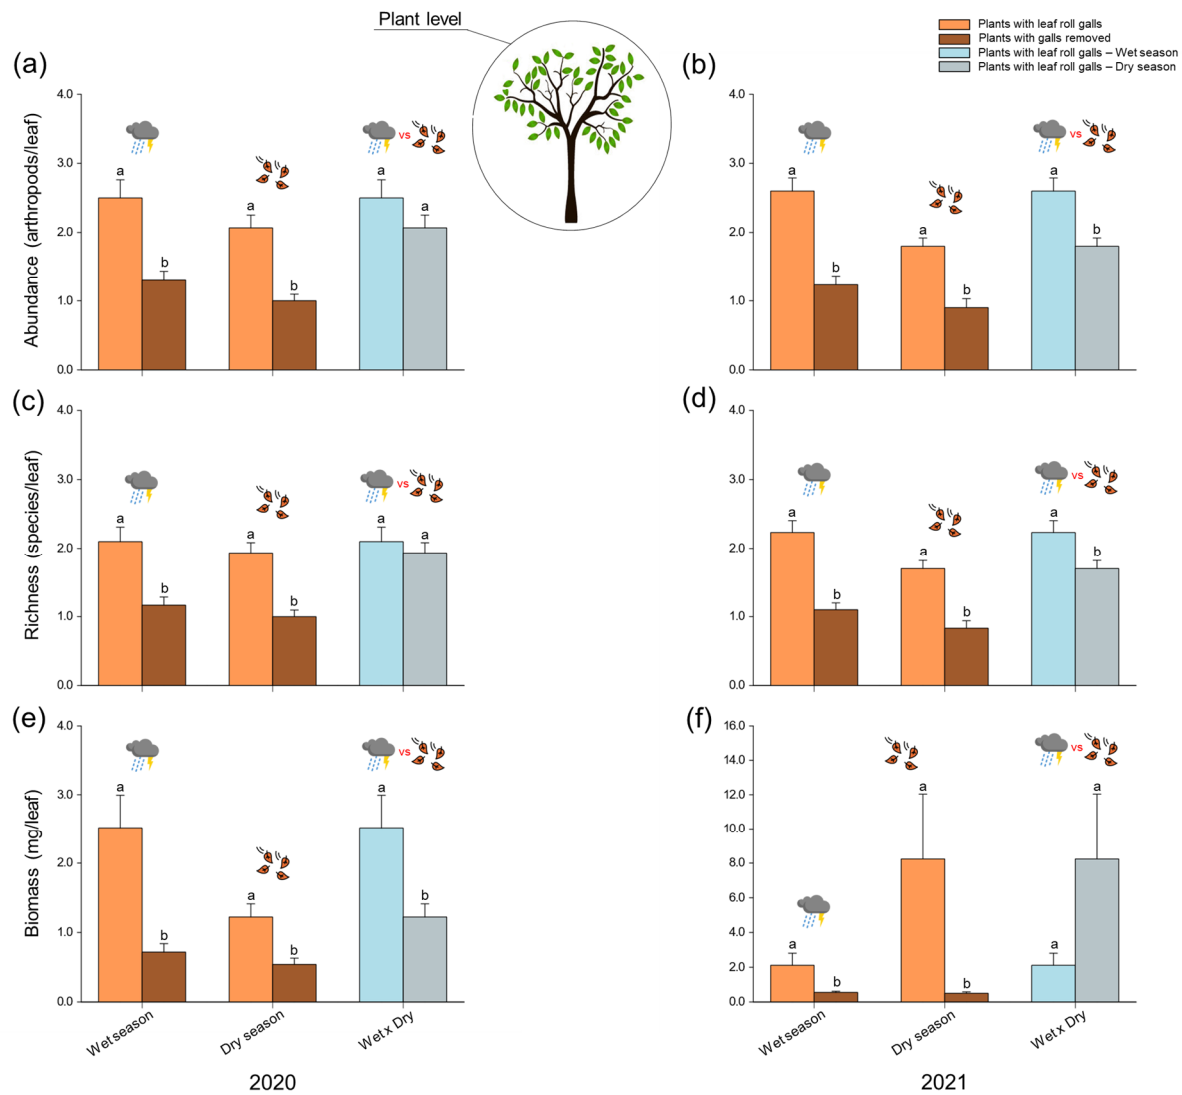 Plant level
Plants with leaf roll galls
Plants with galls removed
Plants with leaf roll galls – Wet season
Plants with leaf roll galls – Dry season
(a)
Abundance (arthropods/leaf)
4.0
3.0
2.0
1.0
0.0
a
b
a
b
vs
a
a
(b)
4.0
3.0
2.0
1.0
0.0
a
b
a
b
vs
a
b
(c)
Richness (species/leaf)
4.0
3.0
2.0
1.0
0.0
a
b
a
b
vs
a
a
(d)
4.0
3.0
2.0
1.0
0.0
a
b
a
b
vs
a
b
(e)
Biomass (mg/leaf)
4.0
3.0
2.0
1.0
0.0
a
b
a
b
vs
a
b
Wet season
Dry season
Wet x Dry
2020
(f)
16.0
14.0
12.0
10.0
8.0
6.0
4.0
2.0
0.0
a
b
a
b
vs
a
a
Wet season
Dry season
Wet x Dry
2021